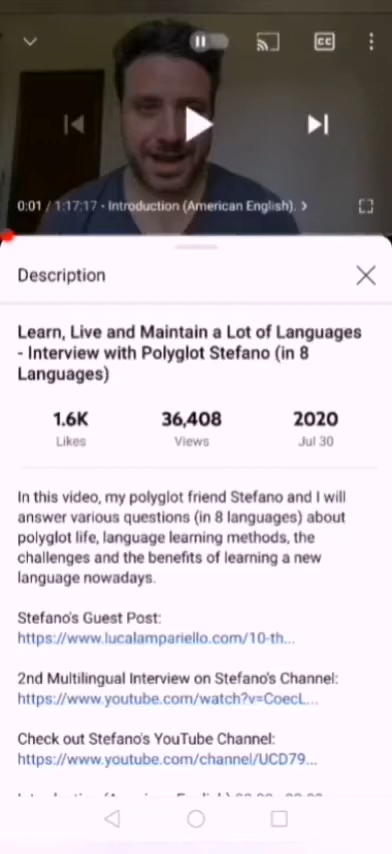 CC
0:01 / 1:17:17 • Introduction (American English). >
Description
Learn, Live and Maintain a Lot of Languages
- Interview with Polyglot Stefano (in 8
Languages)
1.6K 36,408 2020
Likes Views Jul 30
In this video, my polyglot friend Stefano and I will
answer various questions (in 8 languages) about
polyglot life, language learning methods, the
challenges and the benefits of learning a new
language nowadays.
Stefano's Guest Post:
https://www.lucalampariello.com/10-th...
2nd Multilingual Interview on Stefano's Channel:
https://www.youtube.com/watch?v=CoecL...
Check out Stefano's YouTube Channel:
https://www.youtube.com/channel/UCD79...